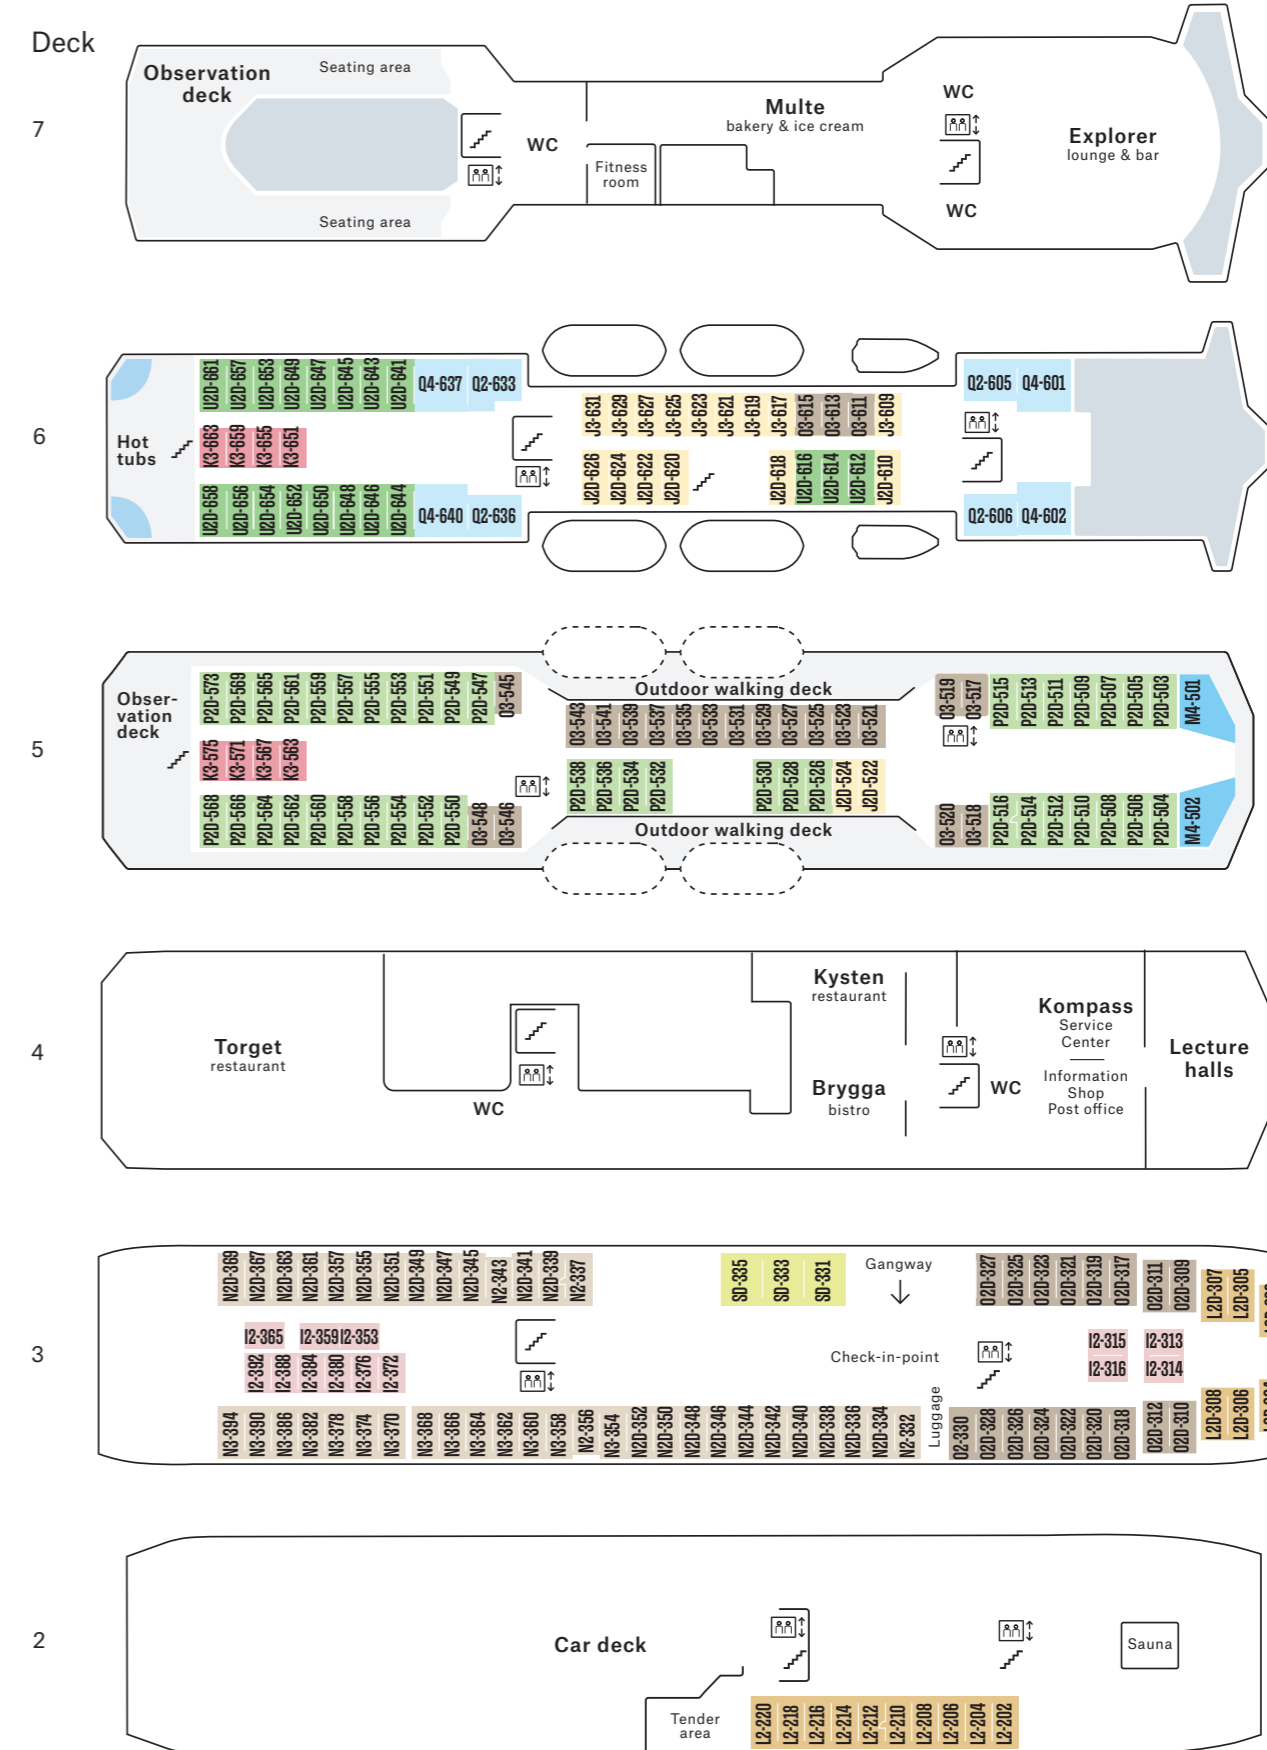 Deck
7
Observation
deck
Seating area
Seating area
WC
Fitness
room
Multe
bakery & ice cream
WC
WC
Explorer
lounge & bar
6
Hot
tubs
U2D-661 U2D-657 U2D-653 U2D-649 U2D-647 U2D-645 U2D-643 U2D-641 Q4-637 Q2-633
K3-663 K3-659 K3-655 K3-651
U2D-658 U2D-656 U2D-654 U2D-652 U2D-650 U2D-648 U2D-646 U2D-644 Q4-640 Q2-636
J3-631 J3-629 J3-627 J3-625 J3-623 J3-621 J3-619 J3-617 O3-615 O3-613 O3-611 J3-609
J2D-626 J2D-624 J2D-622 J2D-620 J2D-618 U2D-616 U2D-614 U2D-612 J2D-610
Q2-605 Q4-601
Q2-606 Q4-602
5
Obser-
vation
deck
P2D-573 P2D-569 P2D-565 P2D-561 P2D-559 P2D-557 P2D-555 P2D-553 P2D-551 P2D-549 P2D-547 O3-545
K3-575 K3-571 K3-567 K3-563
P2D-568 P2D-566 P2D-564 P2D-562 P2D-560 P2D-558 P2D-556 P2D-554 P2D-552 P2D-550 O3-548 O3-546
Outdoor walking deck
O3-543 O3-541 O3-539 O3-537 O3-535 O3-533 O3-531 O3-529 O3-527 O3-525 O3-523 O3-521
P2D-538 P2D-536 P2D-534 P2D-532 P2D-530 P2D-528 P2D-526 J2D-524 J2D-522
Outdoor walking deck
O3-519 O3-517 P2D-515 P2D-513 P2D-511 P2D-509 P2D-507 P2D-505 P2D-503 M4-501
O3-520 O3-518 P2D-516 P2D-514 P2D-512 P2D-510 P2D-508 P2D-506 P2D-504 M4-502
4
Torget
restaurant
WC
Kysten
restaurant
Brygga
bistro
WC
Kompass
Service
Center
Information
Shop
Post office
Lecture
halls
3
N2D-369 N2D-367 N2D-363 N2D-361 N2D-357 N2D-355 N2D-351 N2D-349 N2D-347 N2D-345 N2-343 N2D-341 N2D-339 N2-337
SD-335 SD-333 SD-331
Gangway
O2D-327 O2D-325 O2D-323 O2D-321 O2D-319 O2D-317 O2D-311 O2D-309 L2D-307 L2D-305
I2-365 I2-359 I2-353
I2-392 I2-388 I2-384 I2-380 I2-376 I2-372
Check-in-point
I2-315 I2-313
I2-316 I2-314
N3-394 N3-390 N3-386 N3-382 N3-378 N3-374 N3-370 N3-368 N3-366 N3-364 N3-362 N3-360 N3-358 N2-356 N3-354 N2D-352 N2D-350 N2D-348 N2D-346 N2D-344 N2D-342 N2D-340 N2D-338 N2D-336 N2D-334 N2-332
Luggage
O2-330 O2D-328 O2D-326 O2D-324 O2D-322 O2D-320 O2D-318 O2D-312 O2D-310 L2D-308 L2D-306
2
Car deck
Sauna
Tender
area
L2-220 L2-218 L2-216 L2-214 L2-212 L2-210 L2-208 L2-206 L2-204 L2-202